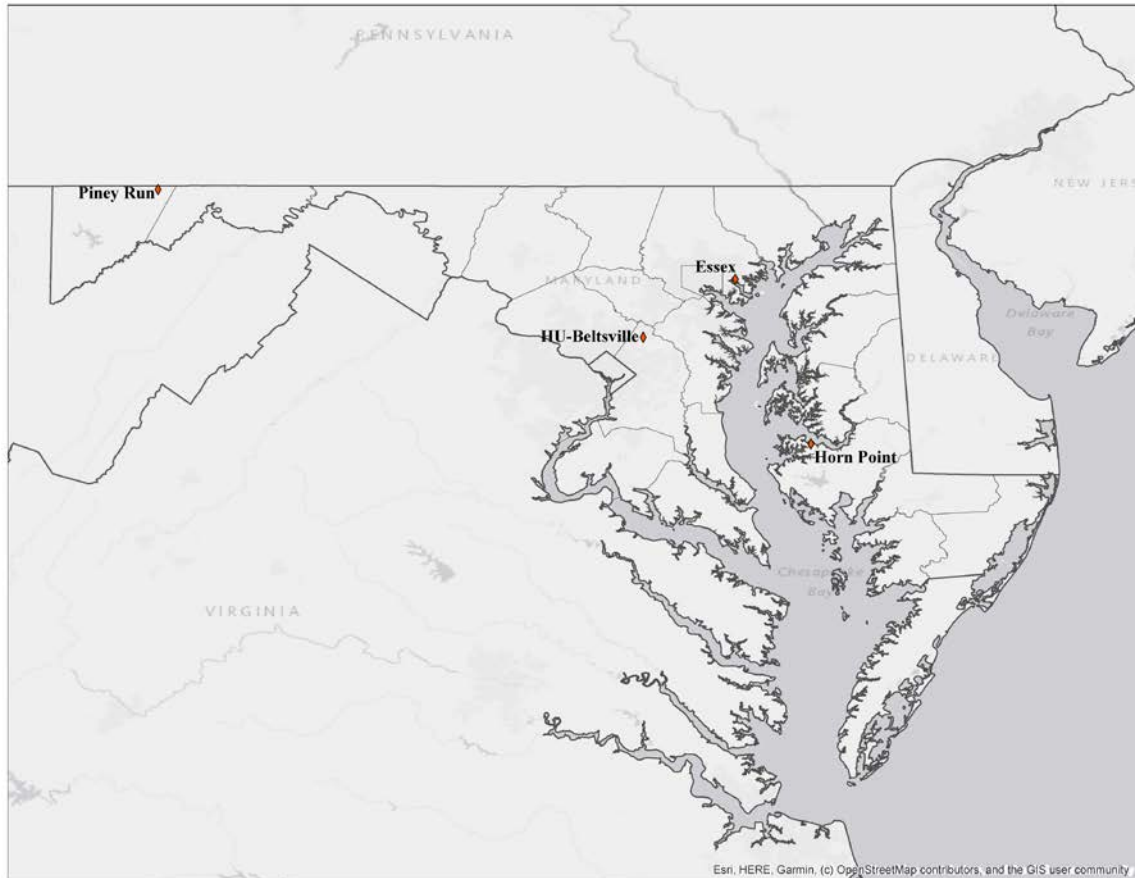 PENNSYLVANIA
Piney Run
NEW JERS
Essex
MARYLAND
Delaware
Bay
HU-Beltsville
DELAWARE
Horn Point
Chesapeake
Bay
VIRGINIA
Esri, HERE, Garmin, (c) OpenStreetMap contributors, and the GIS user community